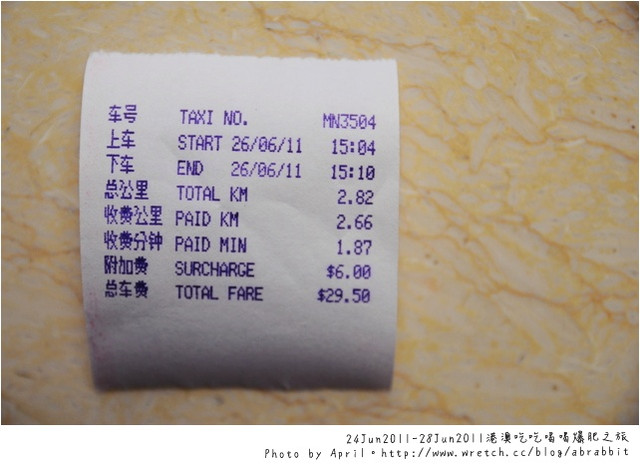 车号 TAXI NO. MN3504
上车 START 26/06/11 15:04
下车 END 26/06/11 15:10
总公里 TOTAL KM 2.82
收费公里 PAID KM 2.66
收费分钟 PAID MIN 1.87
附加费 SURCHARGE $6.00
总车费 TOTAL FARE $29.50
24Jun2011-28Jun2011港澳吃吃喝喝爆肥之旅
Photo by April。http://www.wretch.cc/blog/abrabbit